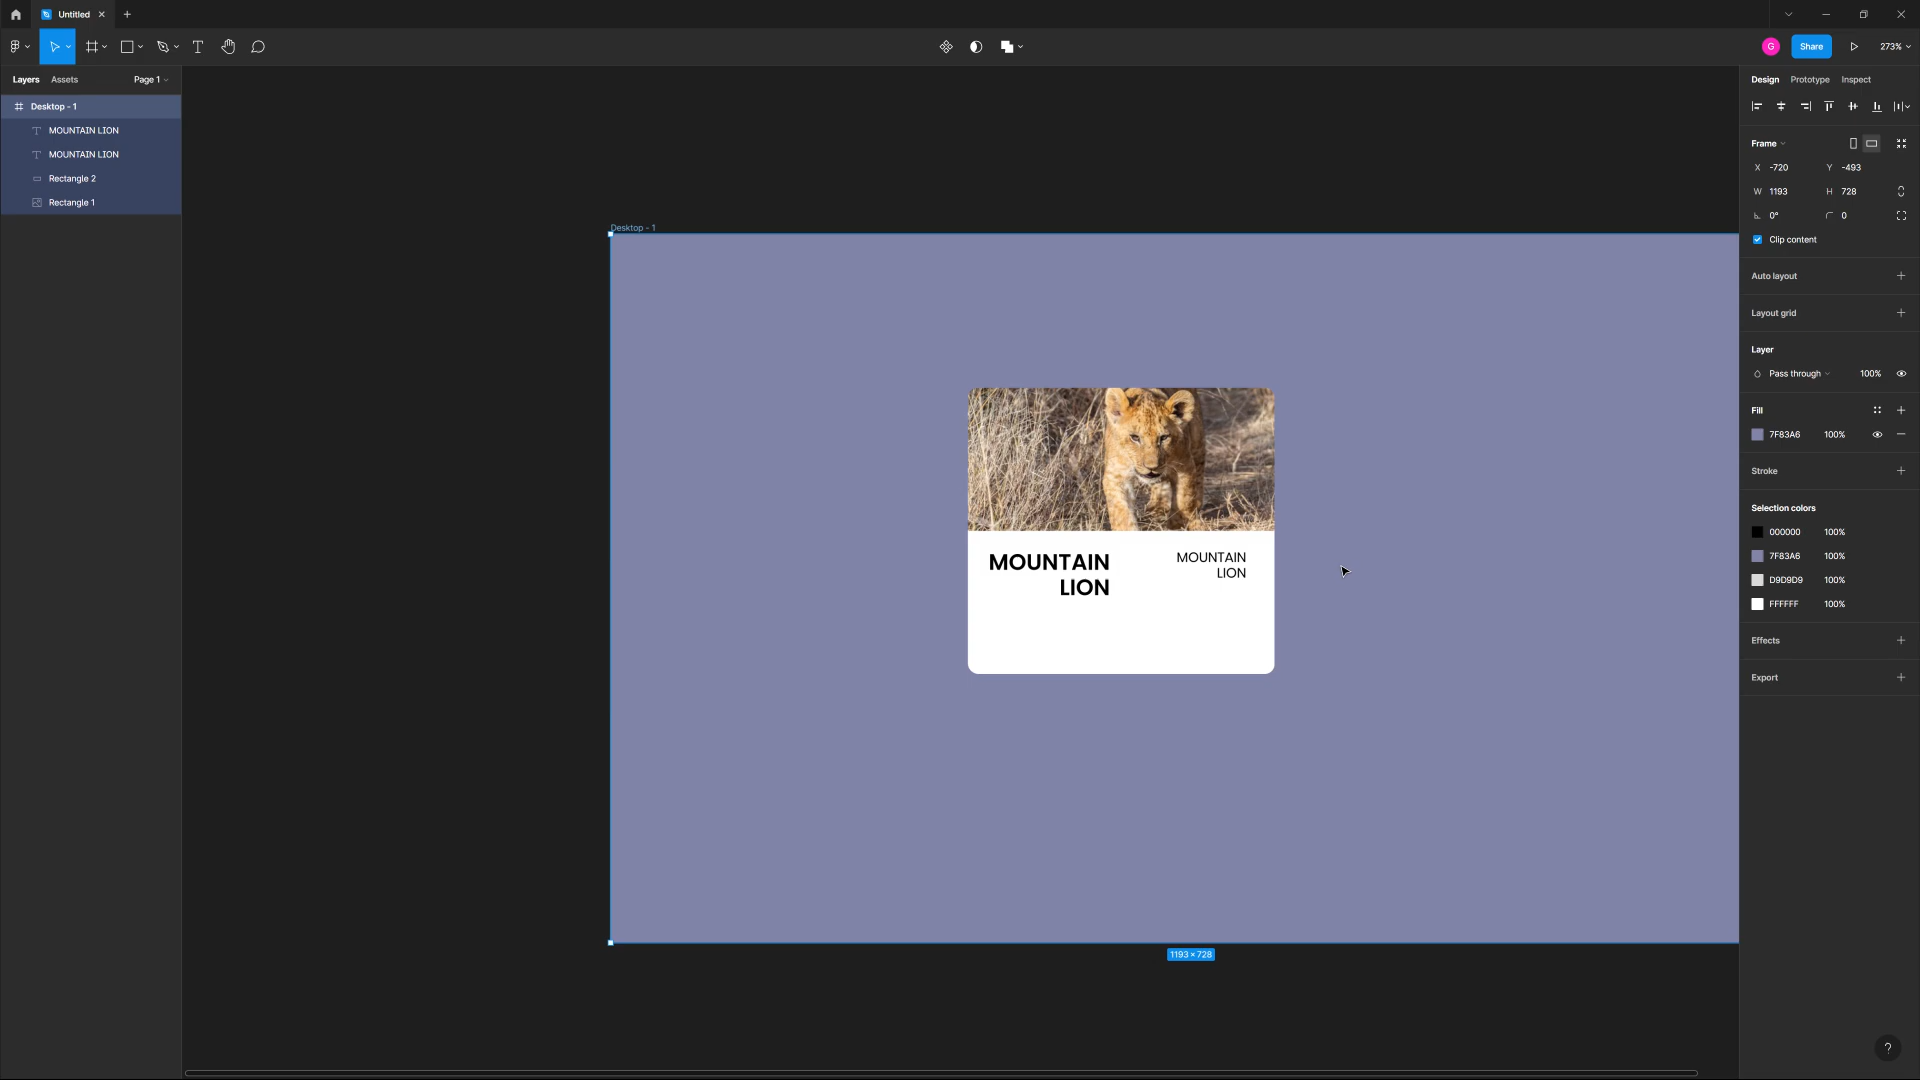 Untitled
Share
273%
Layers
Assets
Page 1
Design
Prototype
Inspect
Desktop - 1
MOUNTAIN LION
MOUNTAIN LION
Rectangle 2
Rectangle 1
Desktop - 1
MOUNTAIN
LION
MOUNTAIN
LION
1193 × 728
G
Frame
X -720
Y -493
W 1193
H 728
0°
0
Clip content
Auto layout
Layout grid
Layer
Pass through
100%
Fill
7F83A6
100%
Stroke
Selection colors
000000
100%
7F83A6
100%
D9D9D9
100%
FFFFFF
100%
Effects
Export
?